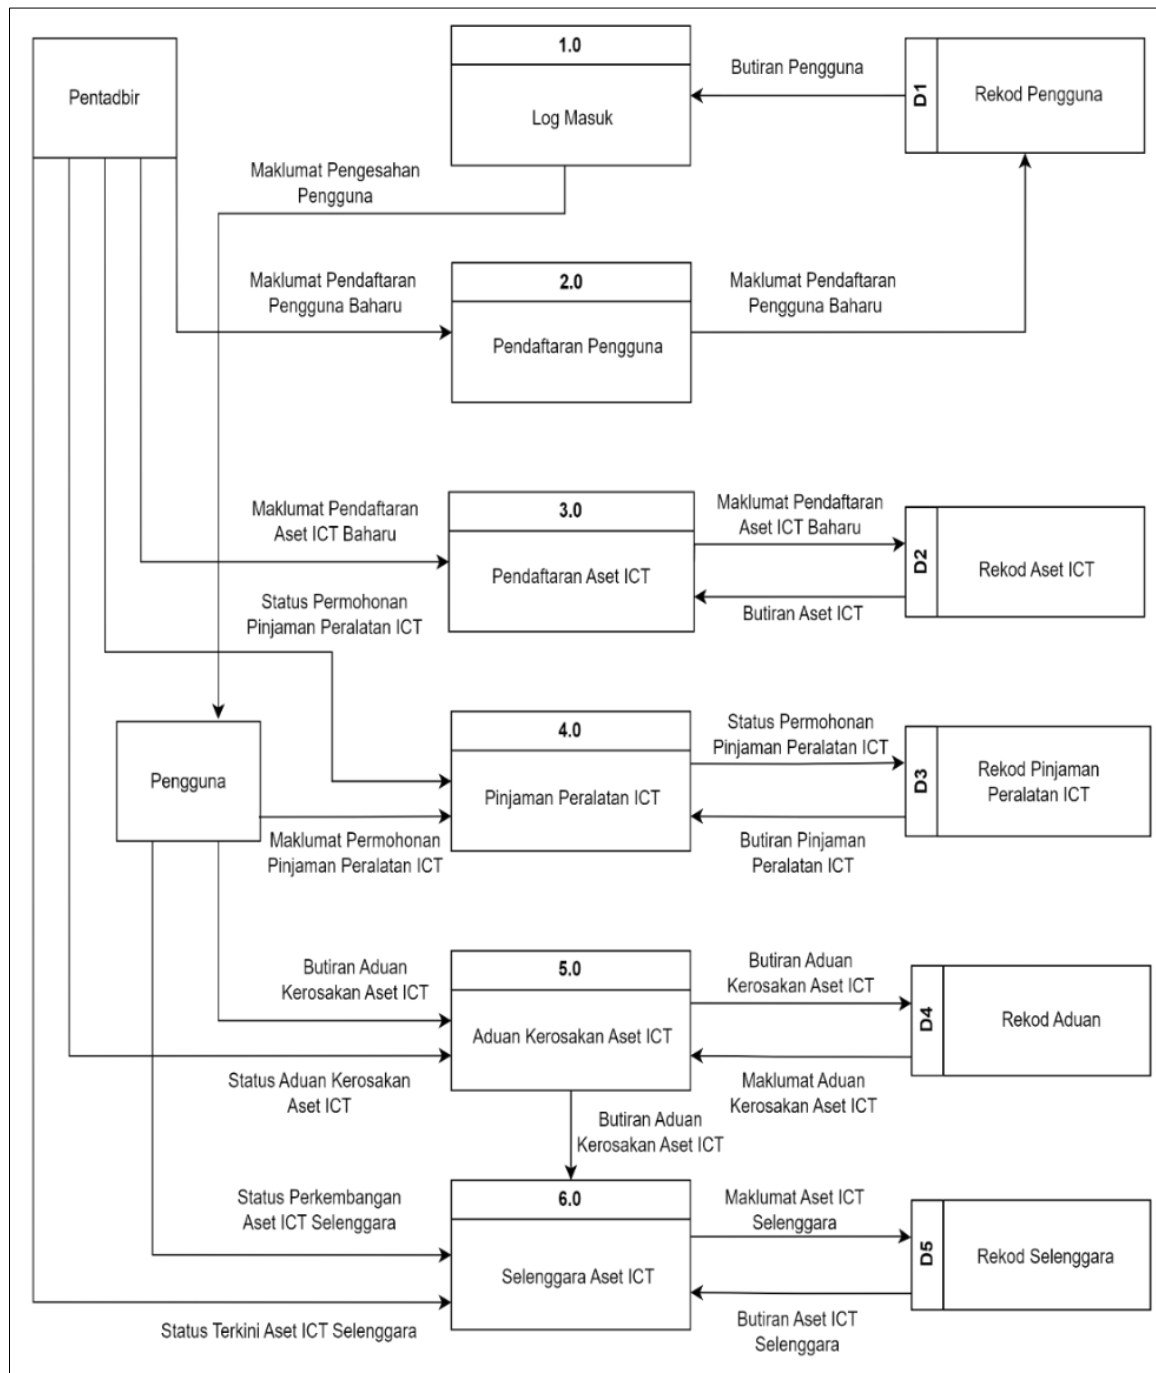 Pentadbir
1.0
Log Masuk
Butiran Pengguna
D1
Rekod Pengguna
Maklumat Pengesahan
Pengguna
Maklumat Pendaftaran
Pengguna Baharu
2.0
Pendaftaran Pengguna
Maklumat Pendaftaran
Pengguna Baharu
Maklumat Pendaftaran
Aset ICT Baharu
3.0
Pendaftaran Aset ICT
Maklumat Pendaftaran
Aset ICT Baharu
Butiran Aset ICT
D2
Rekod Aset ICT
Status Permohonan
Pinjaman Peralatan ICT
Pengguna
4.0
Pinjaman Peralatan ICT
Status Permohonan
Pinjaman Peralatan ICT
D3
Rekod Pinjaman
Peralatan ICT
Maklumat Permohonan
Pinjaman Peralatan ICT
Butiran Pinjaman
Peralatan ICT
Butiran Aduan
Kerosakan Aset ICT
5.0
Aduan Kerosakan Aset ICT
Butiran Aduan
Kerosakan Aset ICT
D4
Rekod Aduan
Status Aduan Kerosakan
Aset ICT
Maklumat Aduan
Kerosakan Aset ICT
Butiran Aduan
Kerosakan Aset ICT
Status Perkembangan
Aset ICT Selenggara
6.0
Selenggara Aset ICT
Maklumat Aset ICT
Selenggara
D5
Rekod Selenggara
Status Terkini Aset ICT Selenggara
Butiran Aset ICT
Selenggara